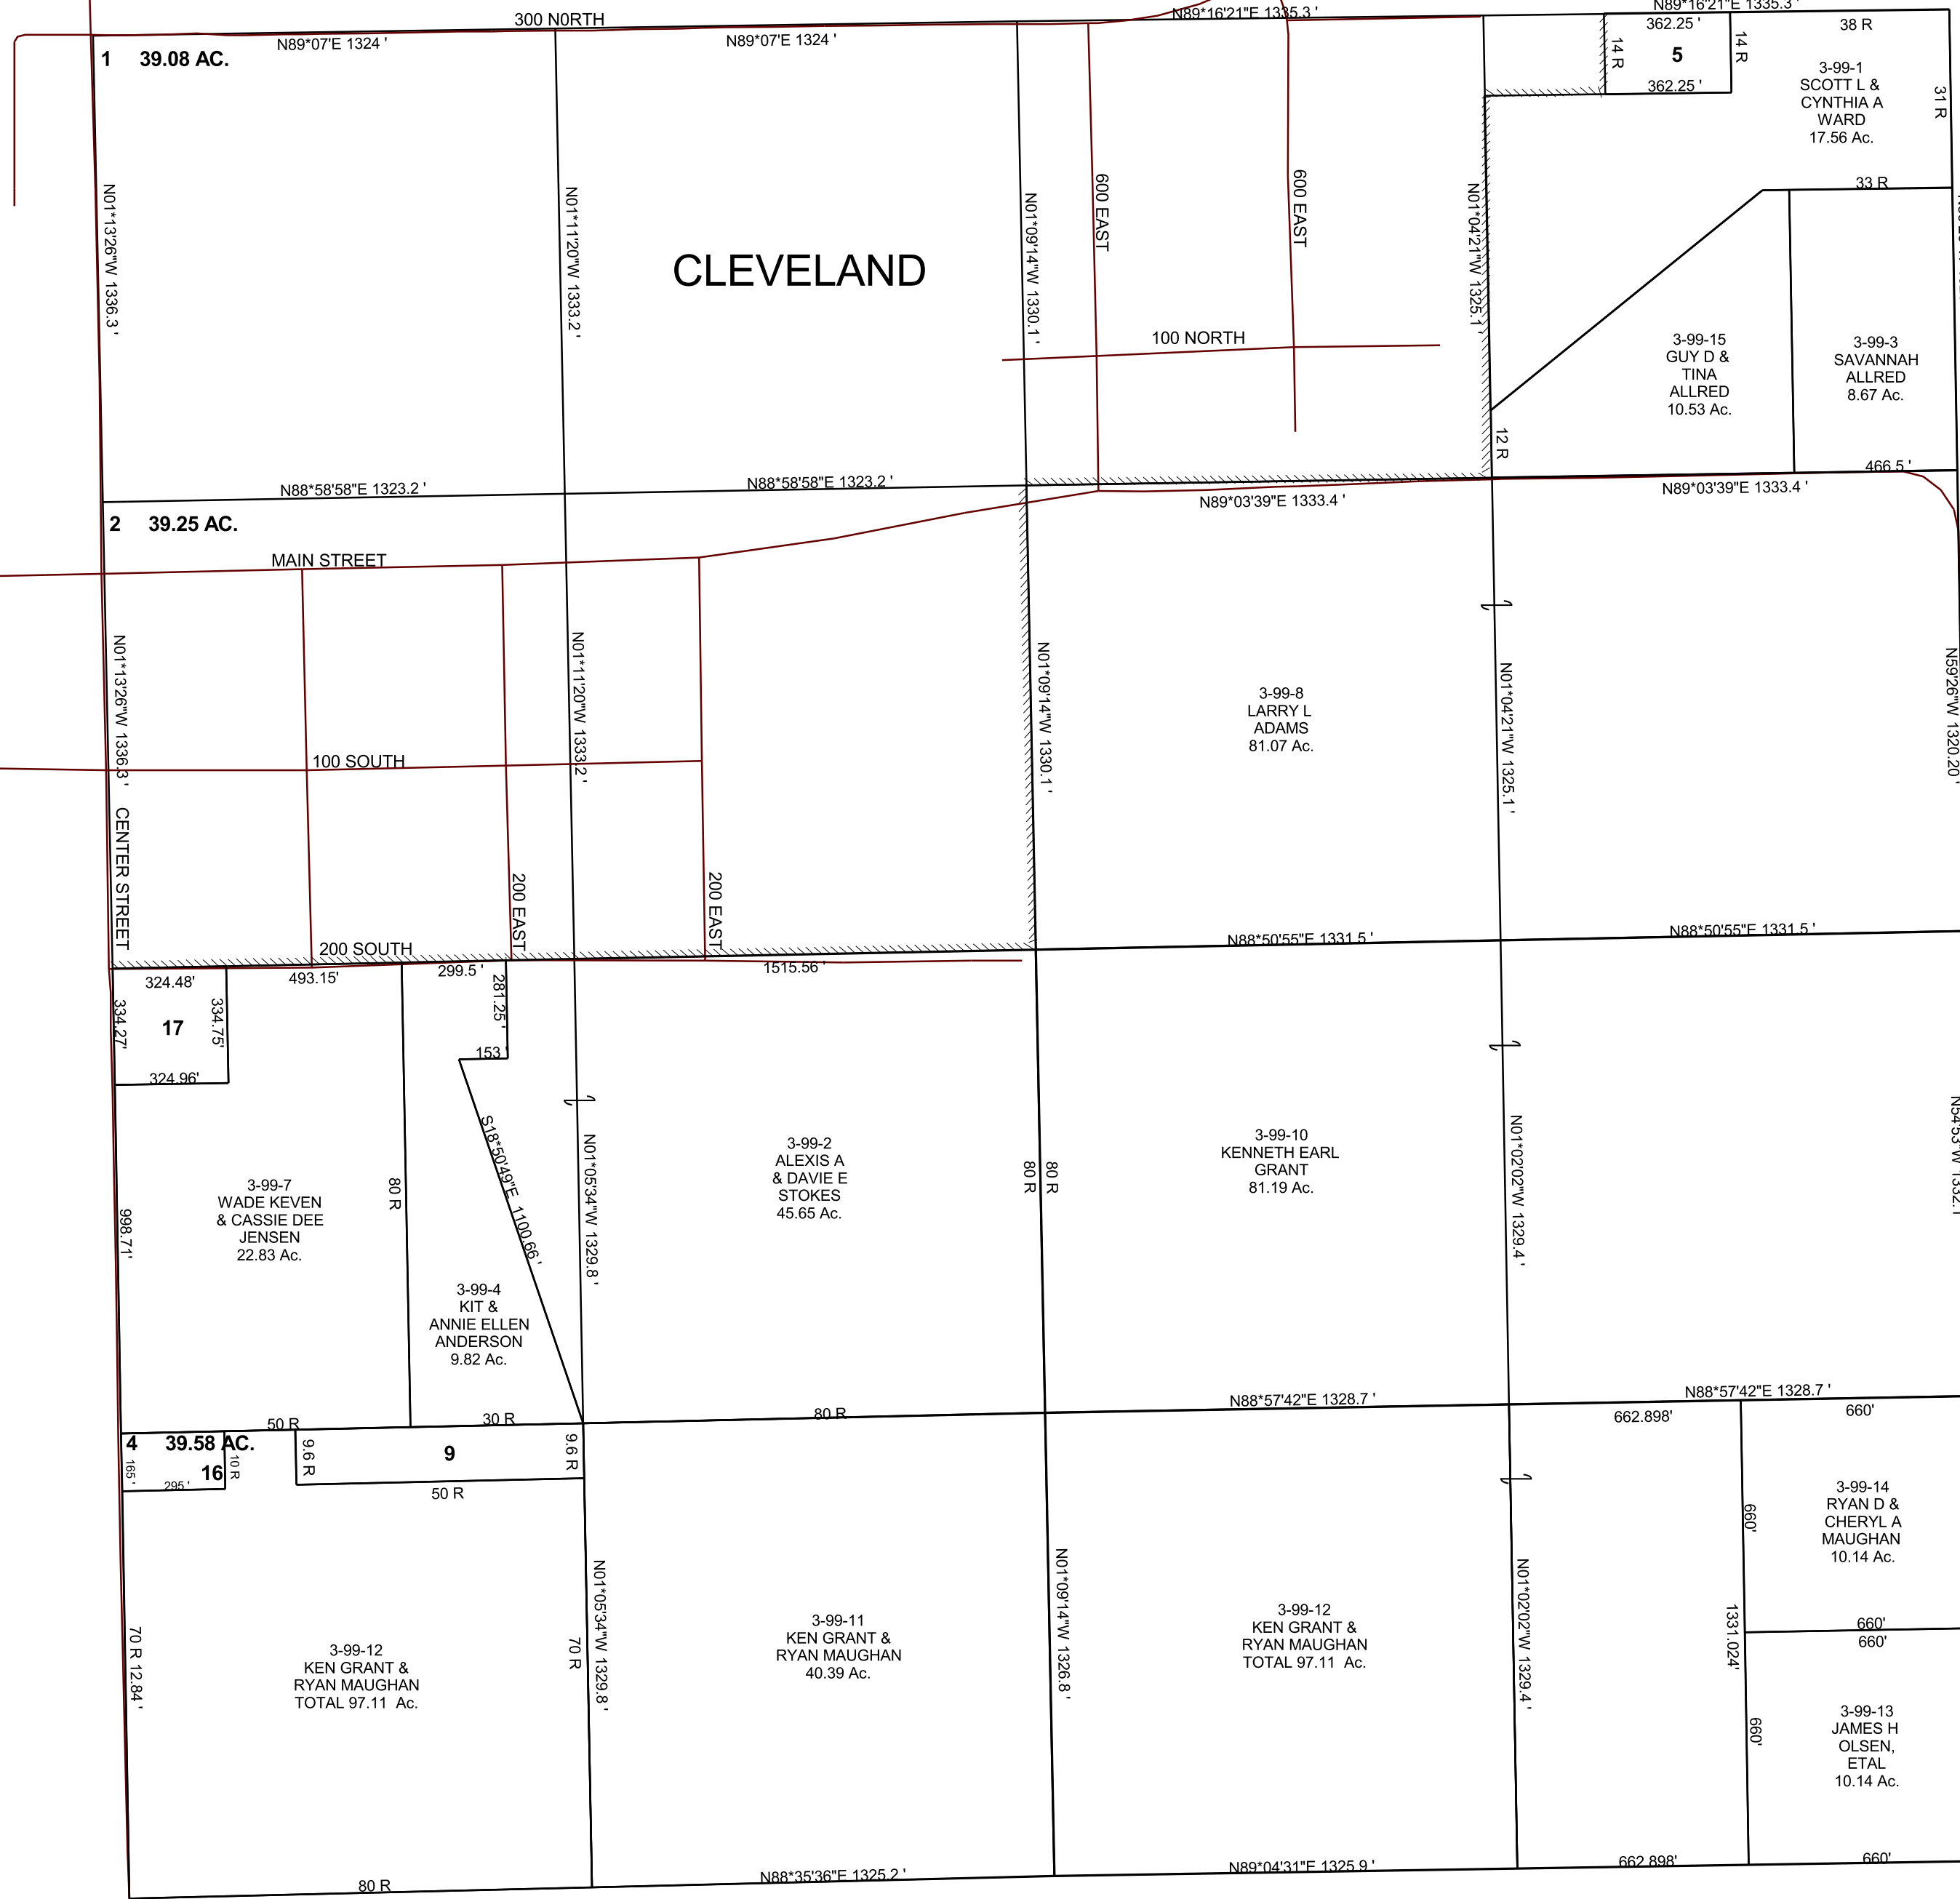 300 NORTH
N89*07'E 1324 '
N89*07'E 1324 '
N89*16'21"E 1335.3 '
N89*16'21"E 1335.3 '
1 39.08 AC.
362.25 '
14 R
5
14 R
362.25 '
38 R
3-99-1
SCOTT L &
CYNTHIA A
WARD
17.56 Ac.
31 R
33 R
N01*13'26"W 1336.3 '
N01*11'20"W 1333.2 '
CLEVELAND
N01*09'14"W 1330.1 '
600 EAST
600 EAST
N01*04'21"W 1325.1 '
100 NORTH
3-99-15
GUY D &
TINA
ALLRED
10.53 Ac.
3-99-3
SAVANNAH
ALLRED
8.67 Ac.
12 R
466.5 '
N88*58'58"E 1323.2 '
N88*58'58"E 1323.2 '
N89*03'39"E 1333.4 '
N89*03'39"E 1333.4 '
2 39.25 AC.
MAIN STREET
N01*13'26"W 1336.3 '
CENTER STREET
N01*11'20"W 1333.2 '
N01*09'14"W 1330.1 '
3-99-8
LARRY L
ADAMS
81.07 Ac.
N01*04'21"W 1325.1 '
N59'26"W 1320.20 '
100 SOUTH
200 EAST
200 EAST
200 SOUTH
N88*50'55"E 1331.5 '
N88*50'55"E 1331.5 '
324.48'
493.15'
299.5 '
1515.56 '
334.27'
17
334.75'
281.25 '
324.96'
153 '
S18*50'49"E 1100.66 '
3-99-7
WADE KEVEN
& CASSIE DEE
JENSEN
22.83 Ac.
998.71'
80 R
3-99-4
KIT &
ANNIE ELLEN
ANDERSON
9.82 Ac.
N01*05'34"W 1329.8 '
3-99-2
ALEXIS A
& DAVIE E
STOKES
45.65 Ac.
80 R
80 R
3-99-10
KENNETH EARL
GRANT
81.19 Ac.
N01*02'02"W 1329.4 '
N54'53"W 1332.1
50 R
30 R
80 R
N88*57'42"E 1328.7 '
N88*57'42"E 1328.7 '
4 39.58 AC.
165 '
16
10 R
295 '
9.6 R
9
9.6 R
50 R
662.898'
660'
3-99-14
RYAN D &
CHERYL A
MAUGHAN
10.14 Ac.
660'
660'
660'
70 R 12.84 '
3-99-12
KEN GRANT &
RYAN MAUGHAN
TOTAL 97.11 Ac.
70 R
N01*05'34"W 1329.8 '
3-99-11
KEN GRANT &
RYAN MAUGHAN
40.39 Ac.
N01*09'14"W 1326.8 '
3-99-12
KEN GRANT &
RYAN MAUGHAN
TOTAL 97.11 Ac.
N01*02'02"W 1329.4 '
1331.024'
660'
3-99-13
JAMES H
OLSEN,
ETAL
10.14 Ac.
80 R
N88*35'36"E 1325.2 '
N89*04'31"E 1325.9 '
662.898'
660'